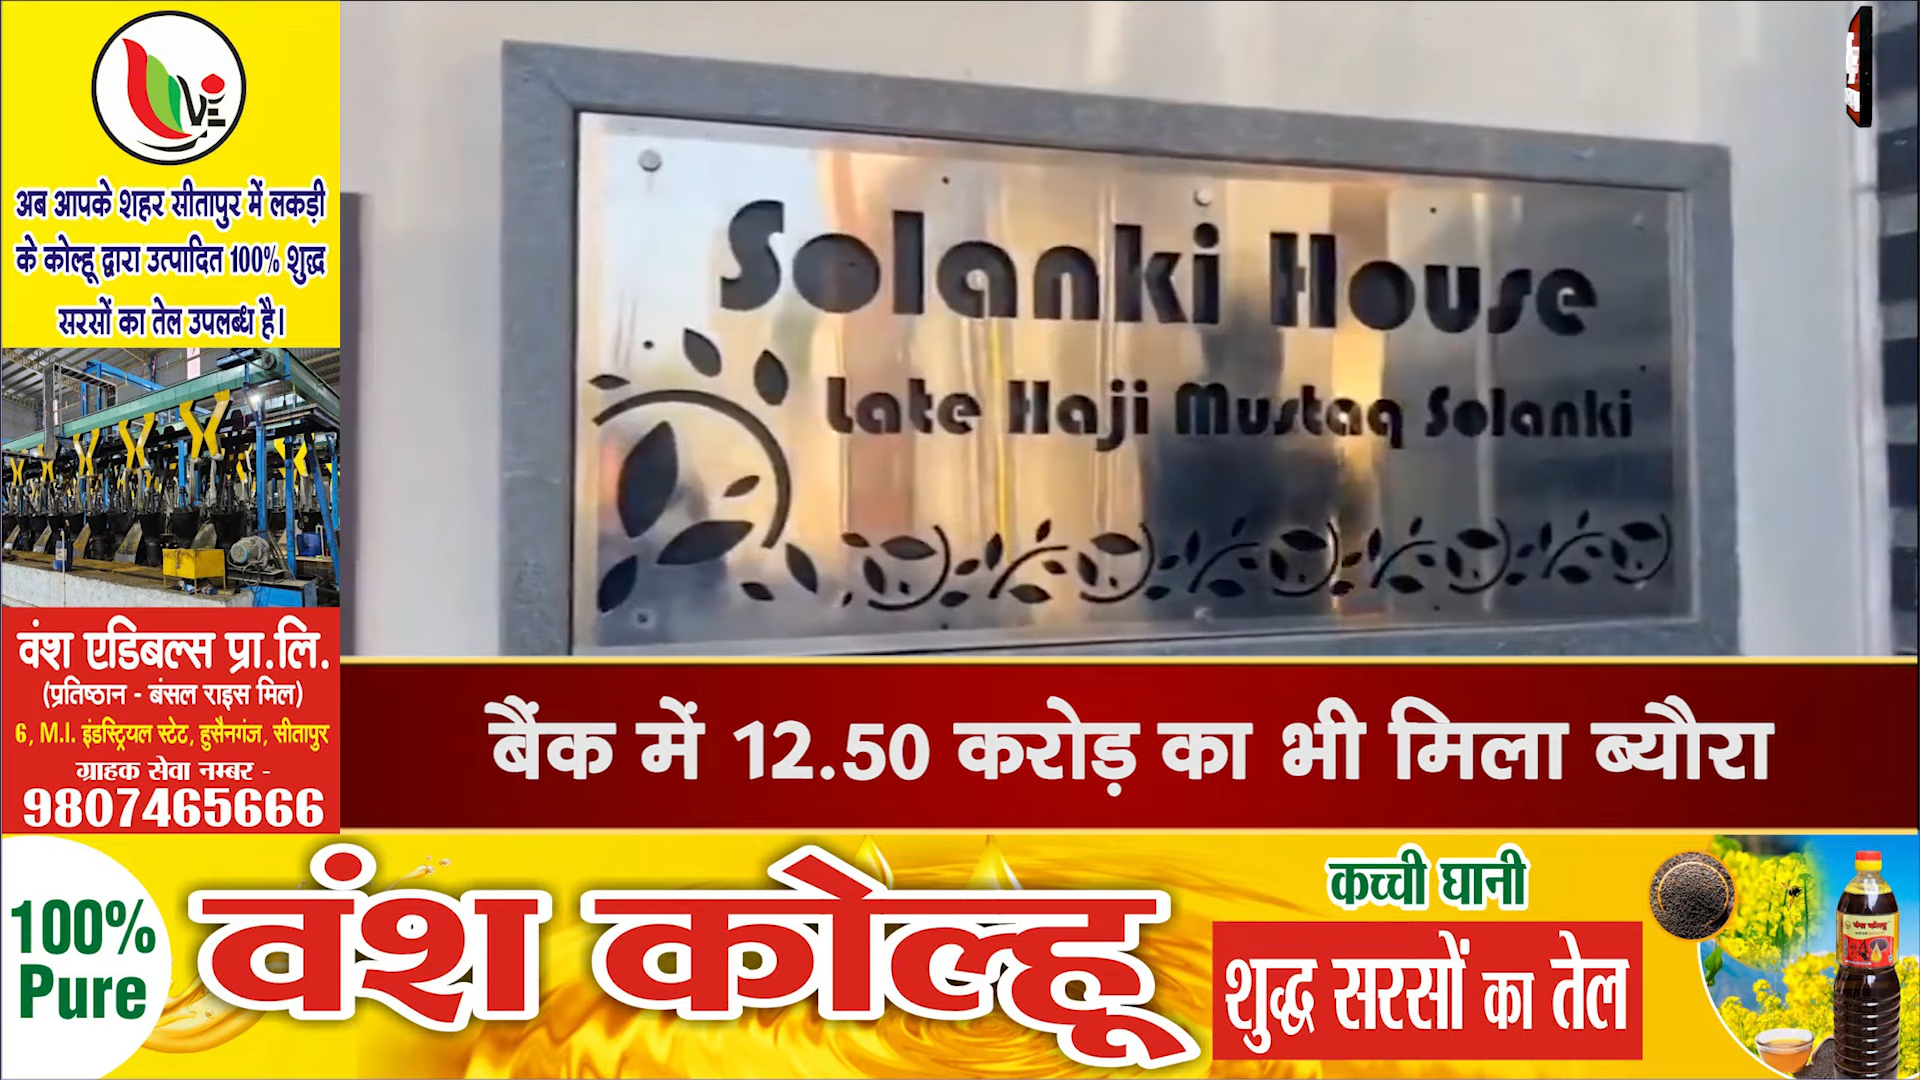 VE
अब आपके शहर सीतापुर में लकड़ी
के कोल्हू द्वारा उत्पादित 100% शुद्ध
सरसों का तेल उपलब्ध है।
वंश एडिबल्स प्रा.लि.
(प्रतिष्ठान - बंसल राइस मिल)
6, M.I. इंडस्ट्रियल स्टेट, हुसैनगंज, सीतापुर
ग्राहक सेवा नम्बर -
9807465666
Solanki House
Late Haji Mustaq Solanki
बैंक में 12.50 करोड़ का भी मिला ब्यौरा
100%
Pure
वंश कोल्हू
कच्ची घानी
शुद्ध सरसों का तेल
वंश कोल्हू